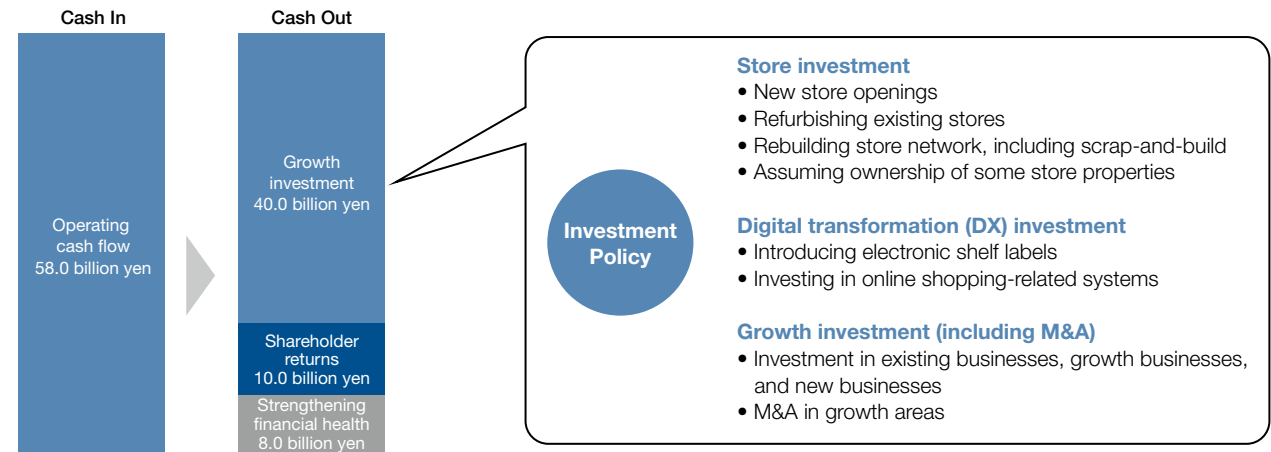 Cash In
Cash Out
Operating
cash flow
58.0 billion yen
Growth
investment
40.0 billion yen
Shareholder
returns
10.0 billion yen
Strengthening
financial health
8.0 billion yen
Investment
Policy
Store investment
• New store openings
• Refurbishing existing stores
• Rebuilding store network, including scrap-and-build
• Assuming ownership of some store properties
Digital transformation (DX) investment
• Introducing electronic shelf labels
• Investing in online shopping-related systems
Growth investment (including M&A)
• Investment in existing businesses, growth businesses,
and new businesses
• M&A in growth areas